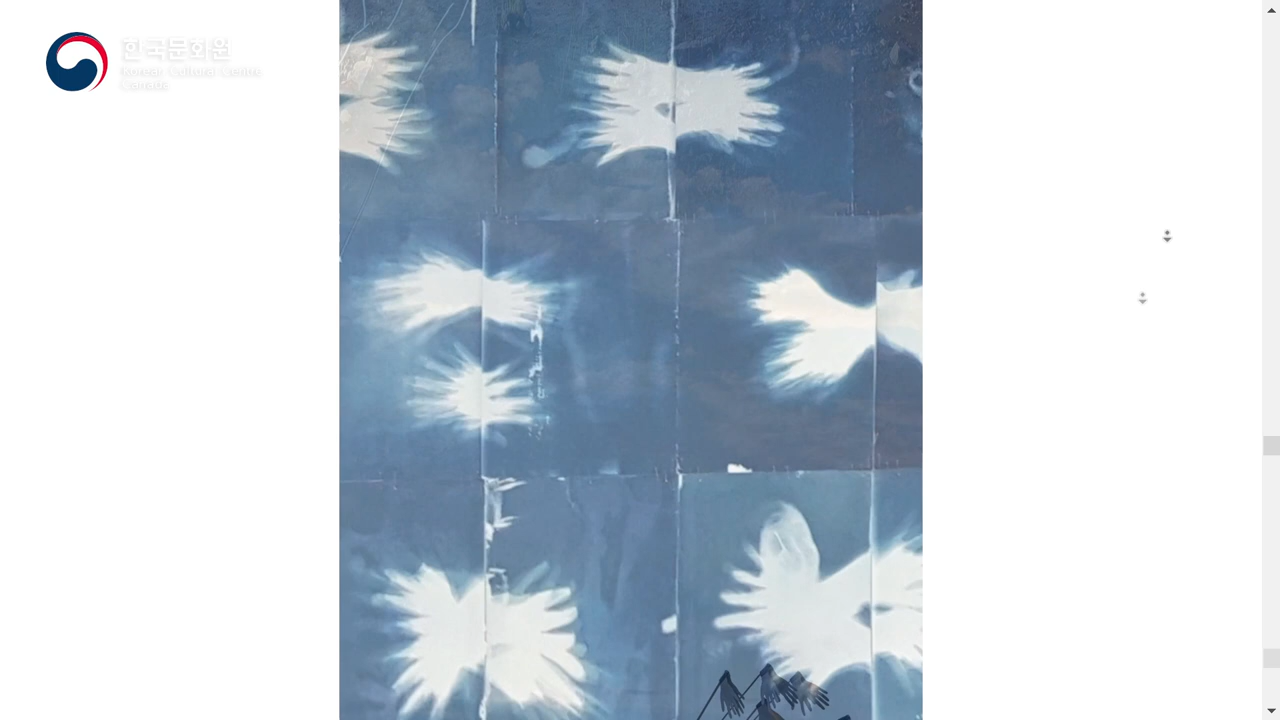 한국문화원
Korean Cultural Centre
Canada